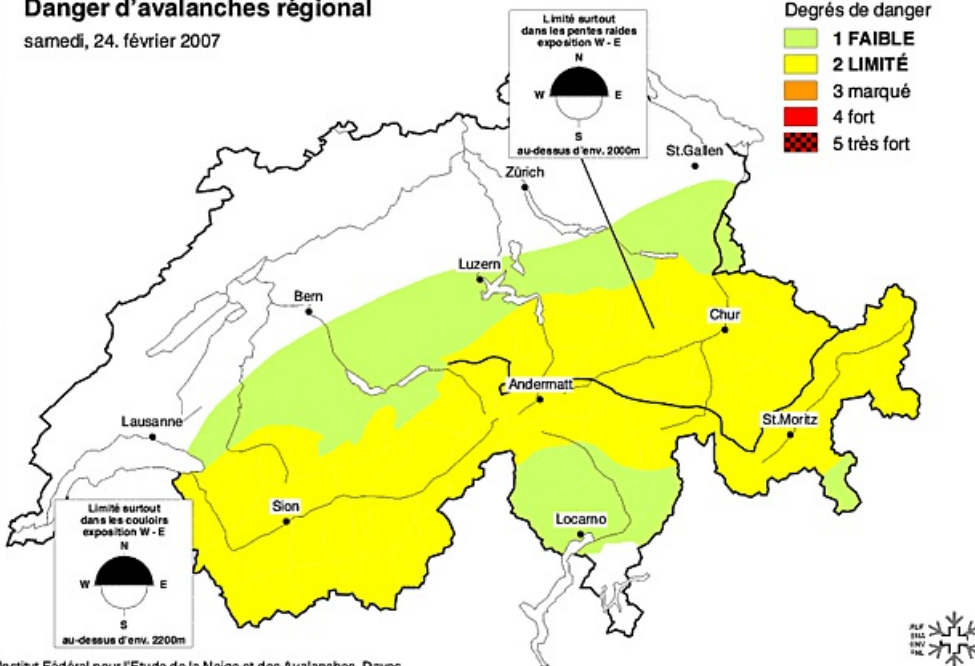 Danger d'avalanches régional
samedi, 24. février 2007
Limité surtout
dans les pentes raides
exposition W - E
N
W E
S
au-dessus d'env. 2000m
Degrés de danger
1 FAIBLE
2 LIMITÉ
3 marqué
4 fort
5 très fort
St.Gallen
Zürich
Luzern
Bern
Chur
Andermatt
Lausanne
St.Moritz
Sion
Locarno
Limité surtout
dans les couloirs
exposition W - E
N
W E
S
au-dessus d'env. 2200m
Institut Fédéral pour l'Etude de la Neige et des Avalanches, Davos
SLF